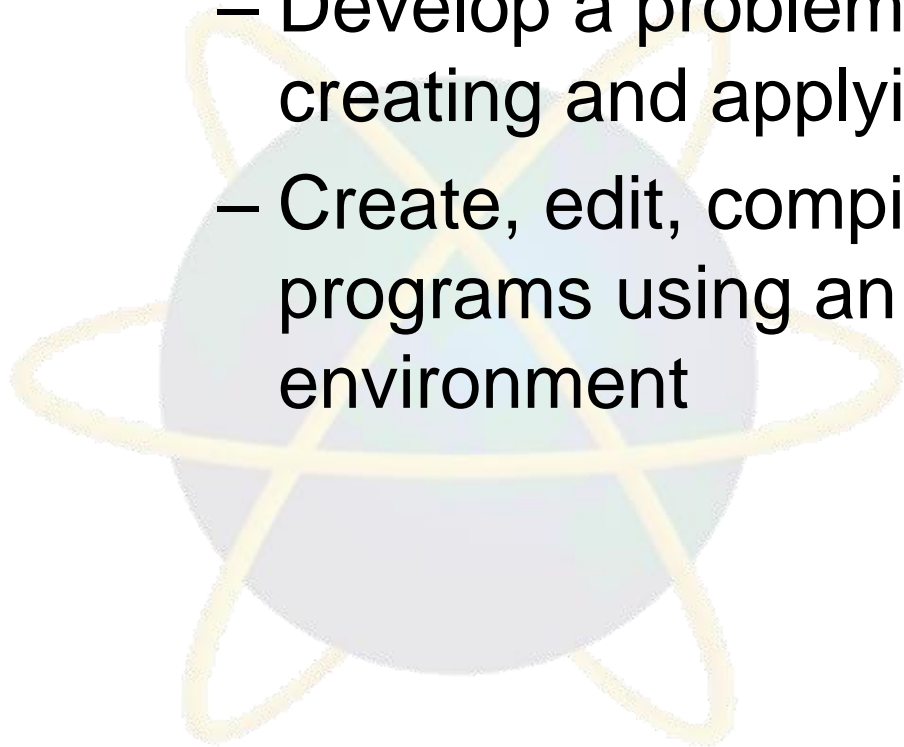 – Develop a problem
creating and applyi
– Create, edit, compi
programs using an
environment